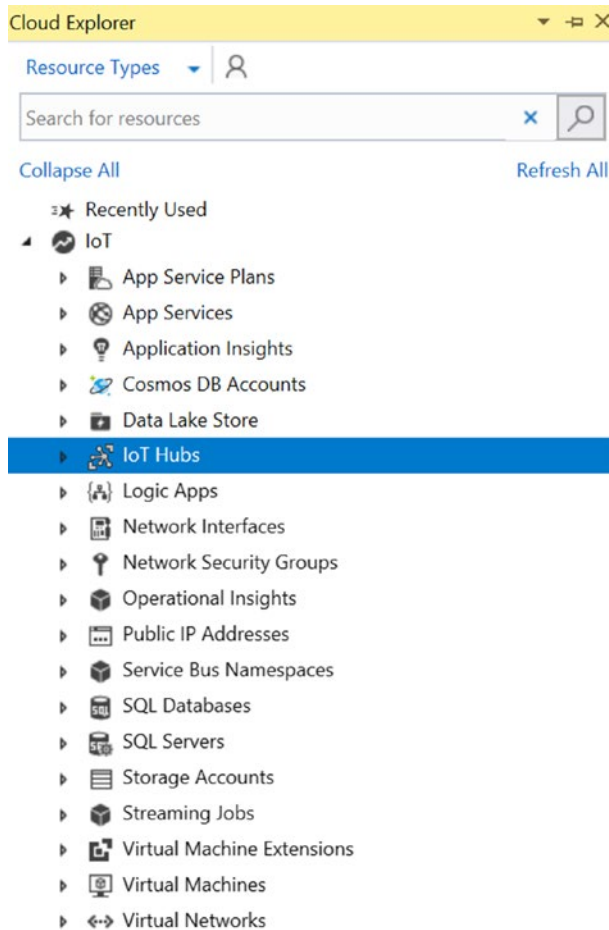 Cloud Explorer
Resource Types
Search for resources
Collapse All Refresh All
Recently Used
IoT
App Service Plans
App Services
Application Insights
Cosmos DB Accounts
Data Lake Store
IoT Hubs
Logic Apps
Network Interfaces
Network Security Groups
Operational Insights
Public IP Addresses
Service Bus Namespaces
SQL Databases
SQL Servers
Storage Accounts
Streaming Jobs
Virtual Machine Extensions
Virtual Machines
Virtual Networks